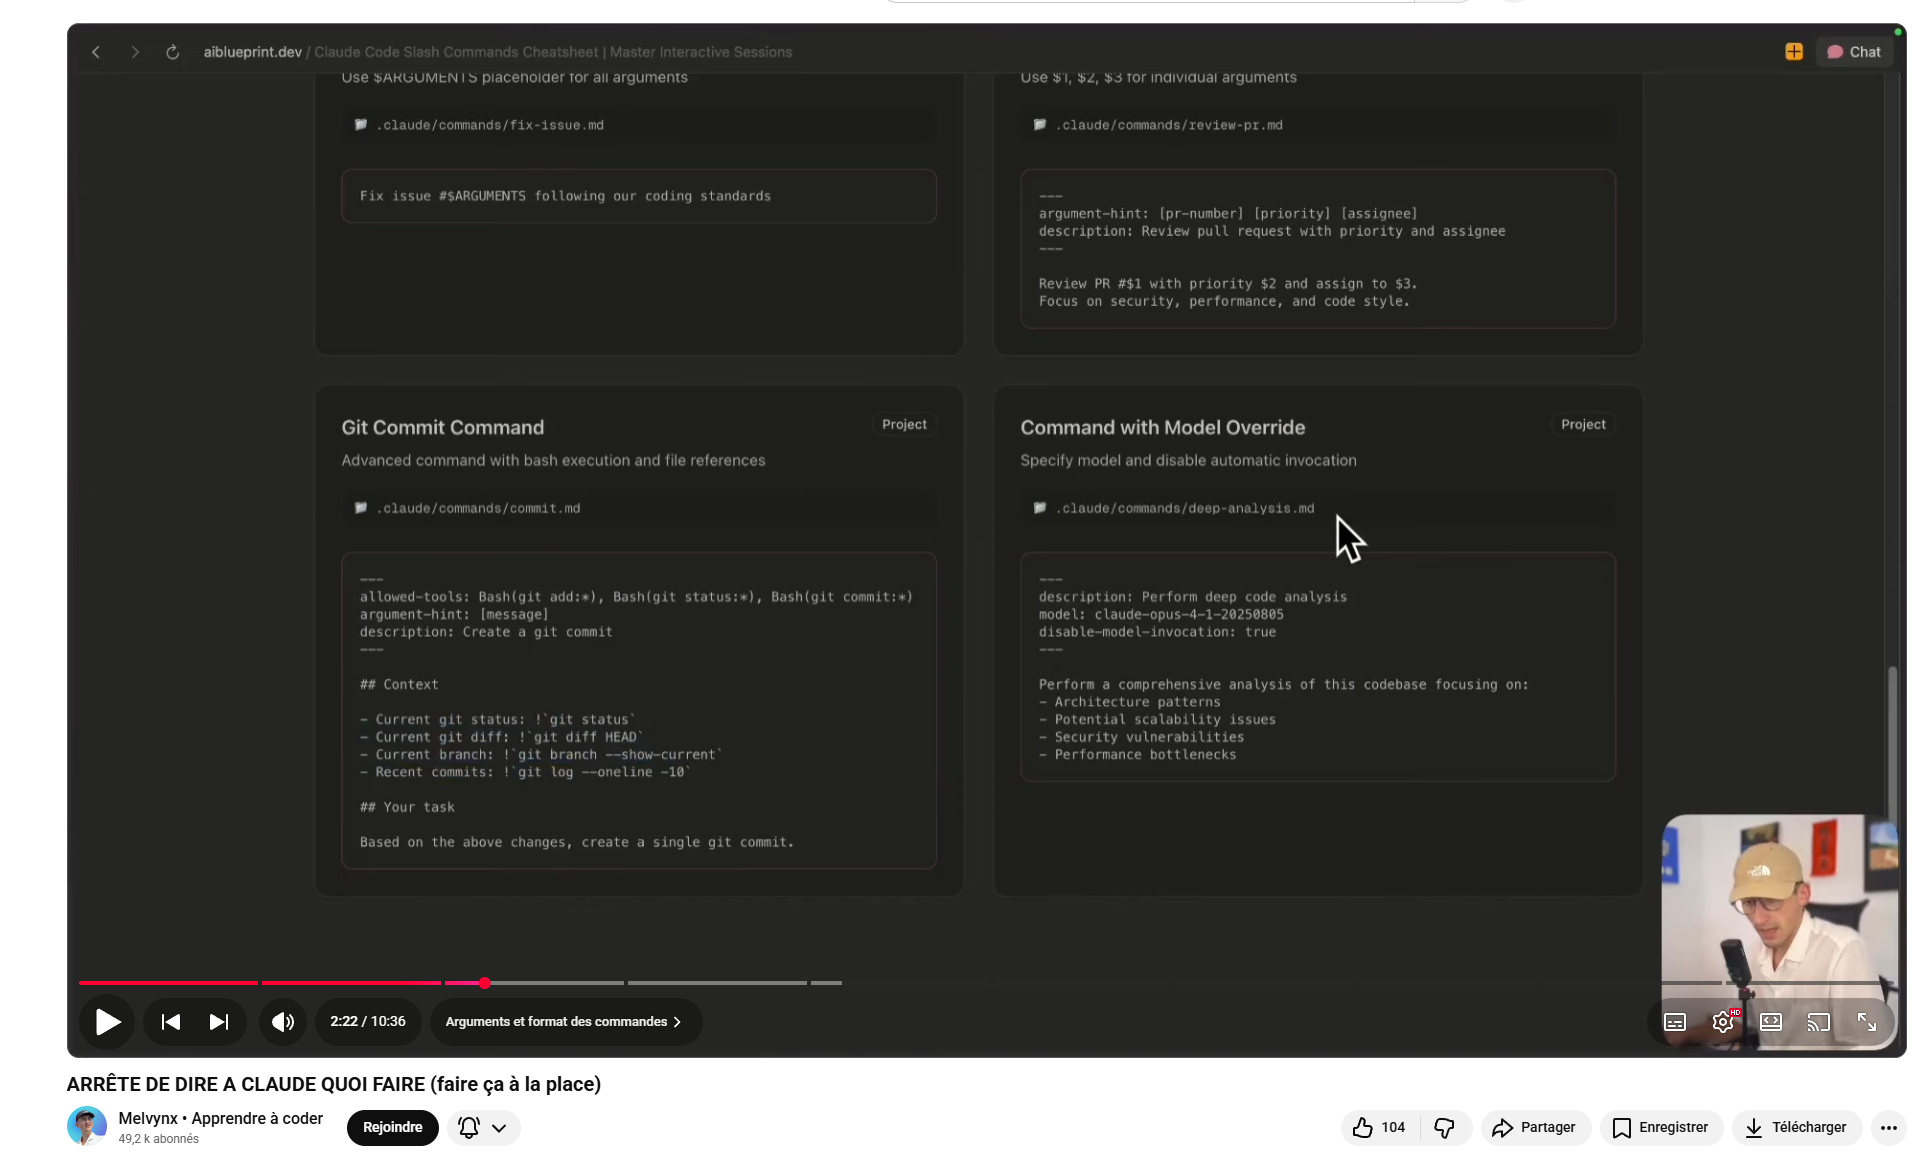 aiblueprint.dev / Claude Code Slash Commands Cheatsheet | Master Interactive Sessions
Chat
Use $ARGUMENTS placeholder for all arguments
.claude/commands/fix-issue.md
Fix issue #$ARGUMENTS following our coding standards
Use $1, $2, $3 for individual arguments
.claude/commands/review-pr.md
---
argument-hint: [pr-number] [priority] [assignee]
description: Review pull request with priority and assignee
---
Review PR #$1 with priority $2 and assign to $3.
Focus on security, performance, and code style.
Git Commit Command
Project
Advanced command with bash execution and file references
.claude/commands/commit.md
---
allowed-tools: Bash(git add:*), Bash(git status:*), Bash(git commit:*)
argument-hint: [message]
description: Create a git commit
---
## Context
- Current git status: !`git status`
- Current git diff: !`git diff HEAD`
- Current branch: !`git branch --show-current`
- Recent commits: !`git log --oneline -10`
## Your task
Based on the above changes, create a single git commit.
Command with Model Override
Project
Specify model and disable automatic invocation
.claude/commands/deep-analysis.md
---
description: Perform deep code analysis
model: claude-opus-4-1-20250805
disable-model-invocation: true
---
Perform a comprehensive analysis of this codebase focusing on:
- Architecture patterns
- Potential scalability issues
- Security vulnerabilities
- Performance bottlenecks
2:22 / 10:36
Arguments et format des commandes
HD
ARRÊTE DE DIRE A CLAUDE QUOI FAIRE (faire ça à la place)
Melvynx • Apprendre à coder
49,2 k abonnés
Rejoindre
104
Partager
Enregistrer
Télécharger